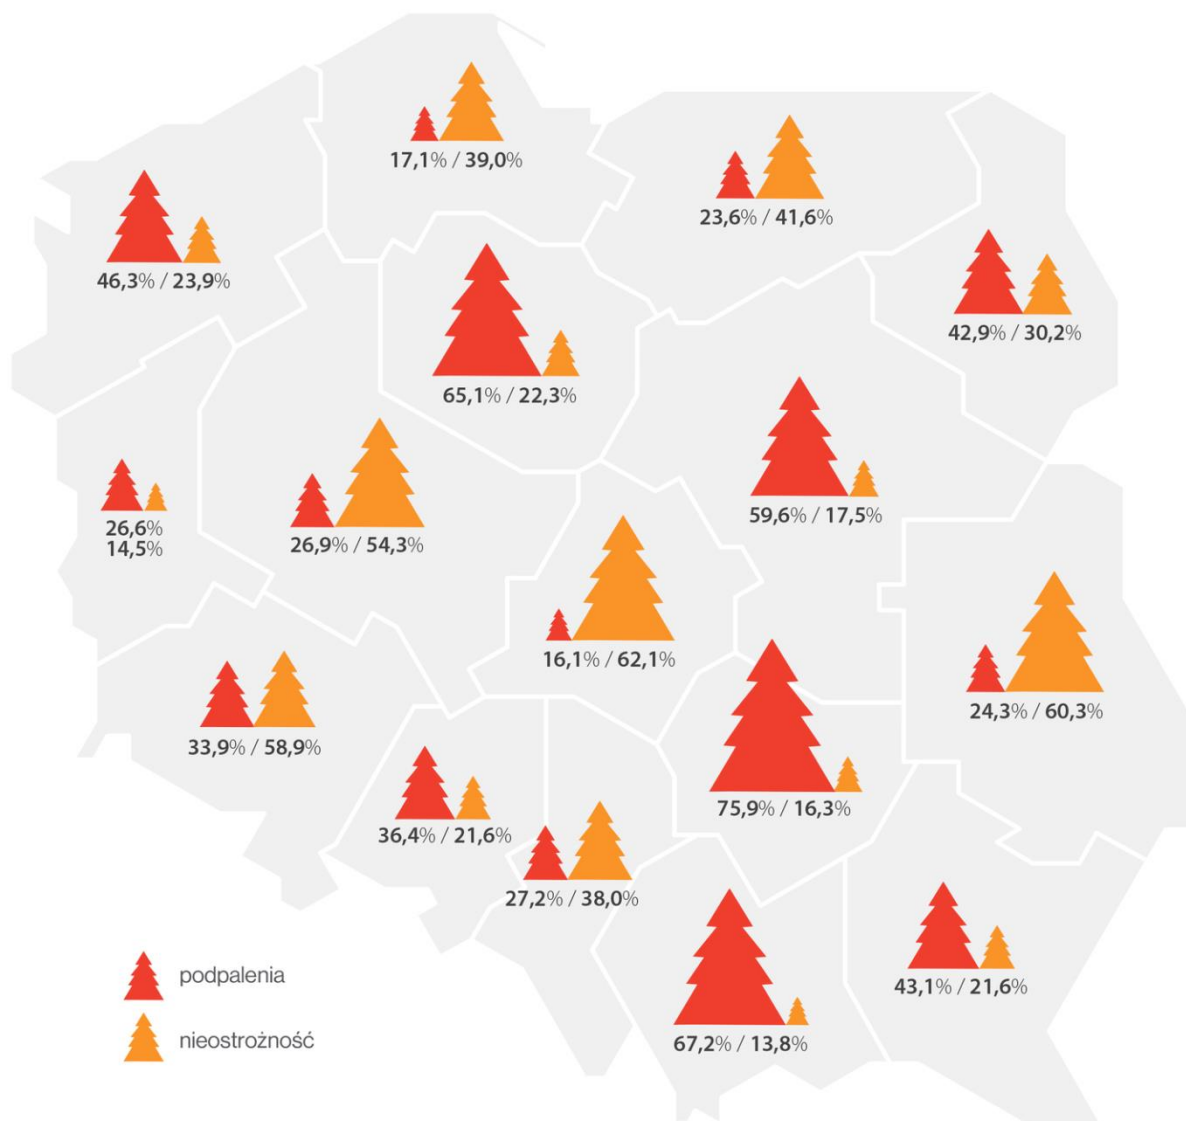 17,1% / 39,0%
23,6% / 41,6%
46,3% / 23,9%
42,9% / 30,2%
65,1% / 22,3%
59,6% / 17,5%
26,6%
14,5%
26,9% / 54,3%
16,1% / 62,1%
24,3% / 60,3%
33,9% / 58,9%
75,9% / 16,3%
36,4% / 21,6%
27,2% / 38,0%
43,1% / 21,6%
67,2% / 13,8%
podpalenia
nieostrożność